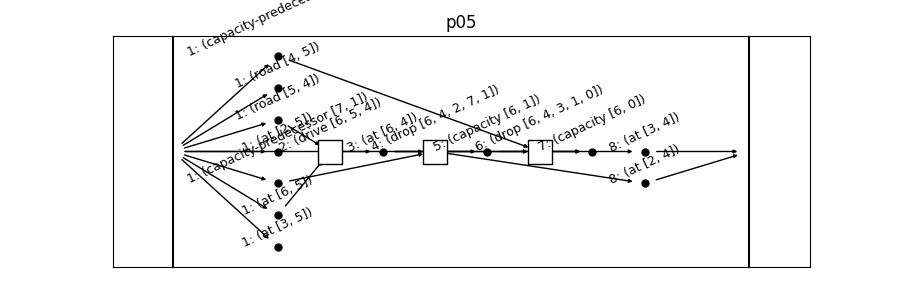 p05
1: (capacity-predece
1: (road [4, 5])
1: (road [5, 4])
1: (at [2, 5])
1: (capacity-predecessor [7, 1])
1: (at [6, 5])
1: (at [3, 5])
2: (drive [6, 5, 4])
3: (at [6, 4])
4: (drop [6, 4, 2, 7, 1])
5: (capacity [6, 1])
6: (drop [6, 4, 3, 1, 0])
7: (capacity [6, 0])
8: (at [3, 4])
8: (at [2, 4])